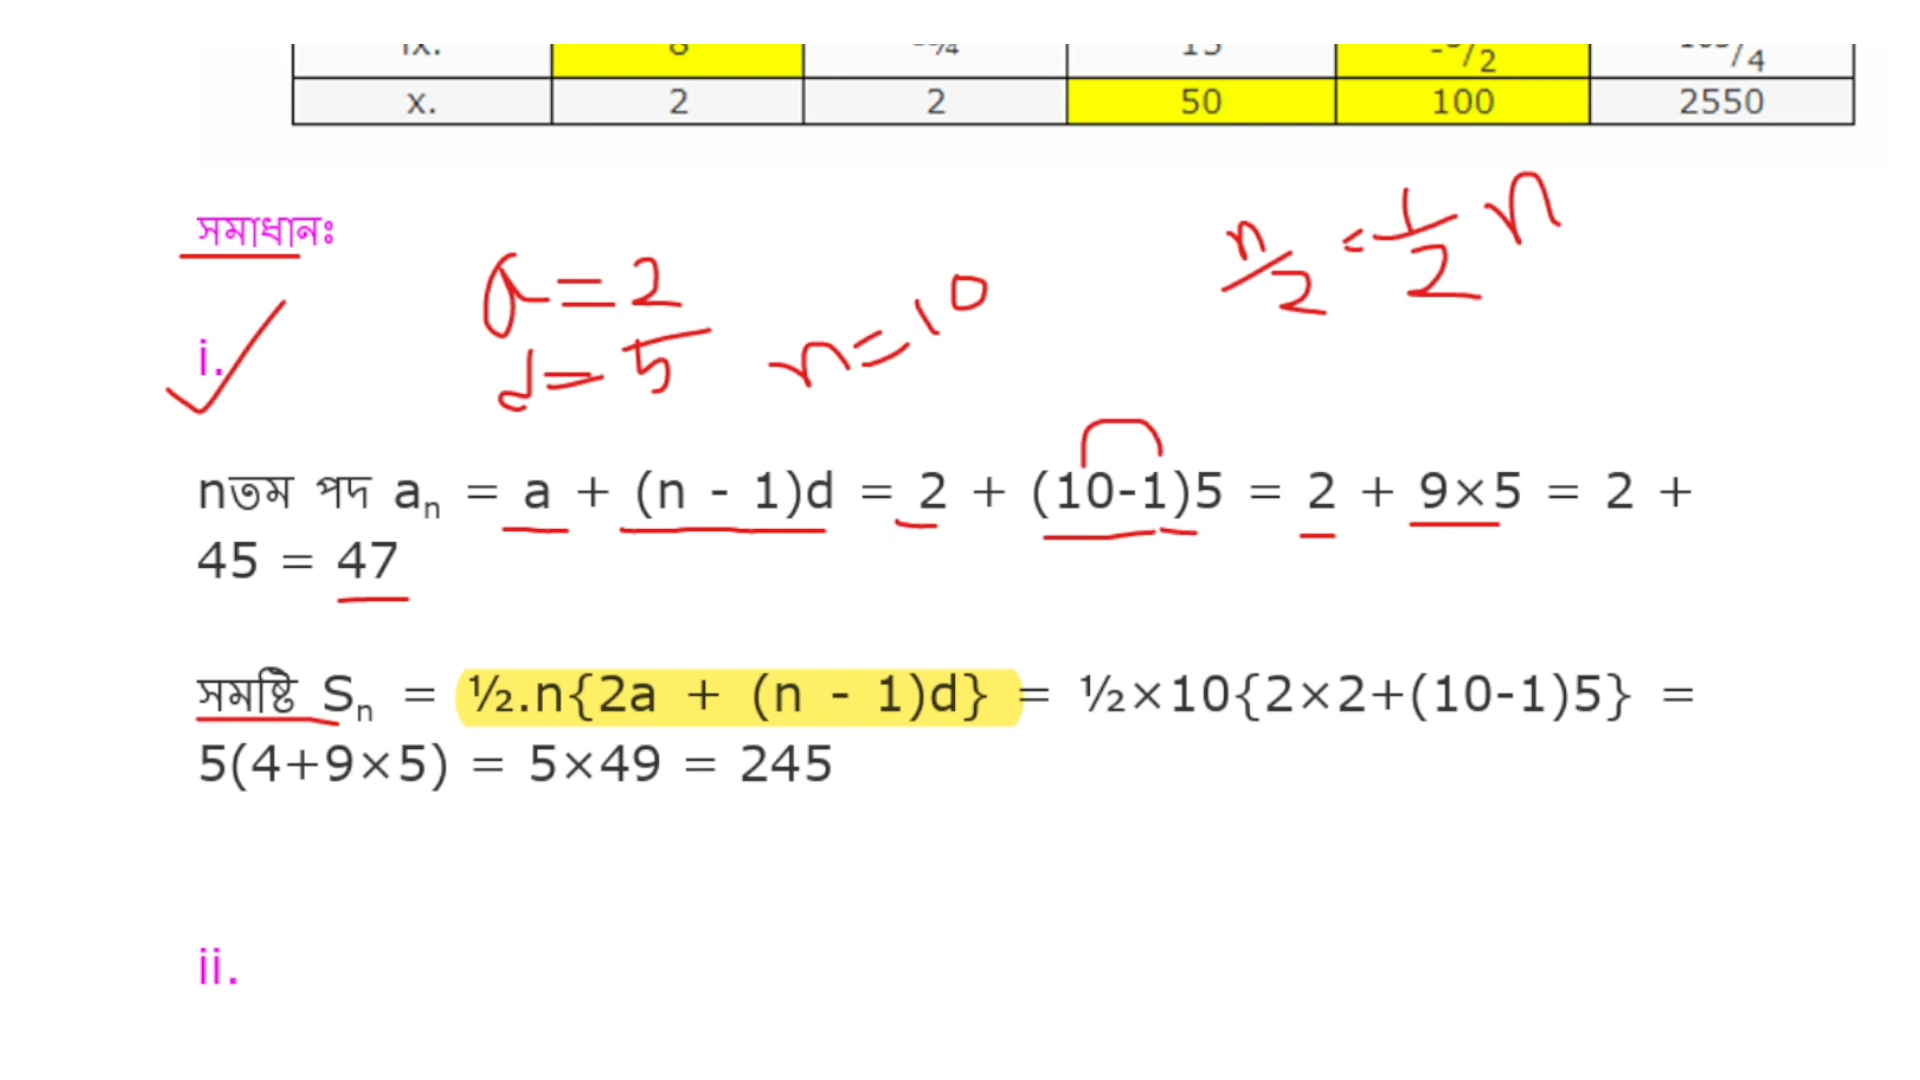 x. 2 2 50 100 2550
সমাধানঃ
n/2 = 1/2 n
a = 2
n = 10
i.
d = 5
nতম পদ aₙ = a + (n - 1)d = 2 + (10-1)5 = 2 + 9×5 = 2 +
45 = 47
সমষ্টি Sₙ = ½.n{2a + (n - 1)d} = ½×10{2×2+(10-1)5} =
5(4+9×5) = 5×49 = 245
ii.